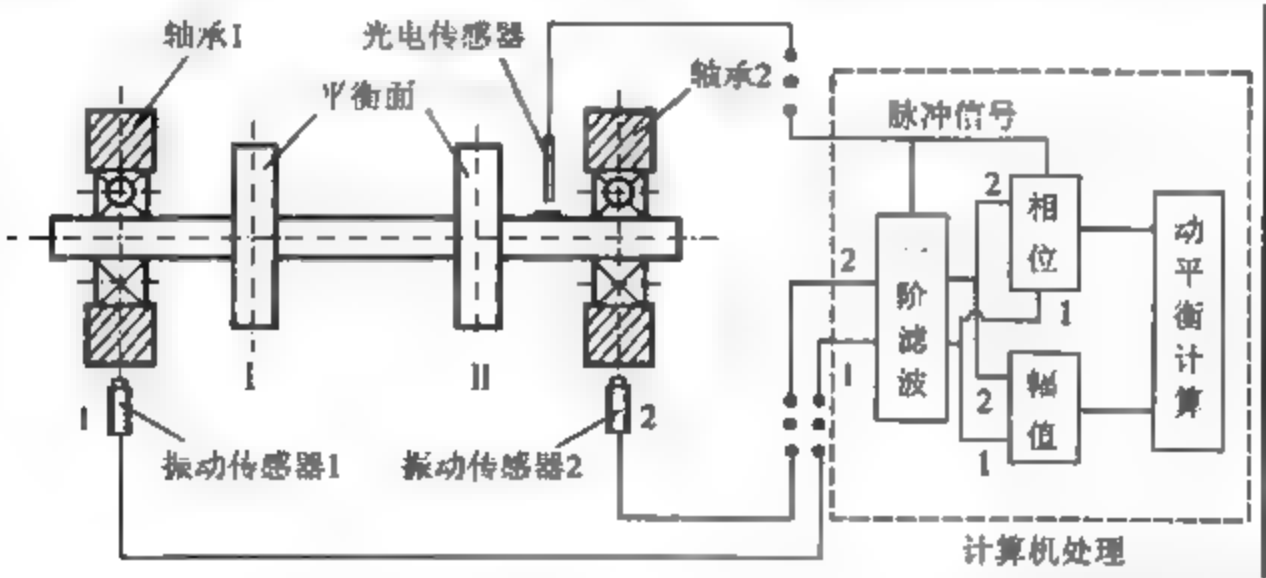 轴承1
光电传感器
轴承2
平衡面
脉冲信号
2
相位
动平衡计算
2
一阶滤波
1
1
I
II
2
幅值
1
1
2
振动传感器1
振动传感器2
计算机处理